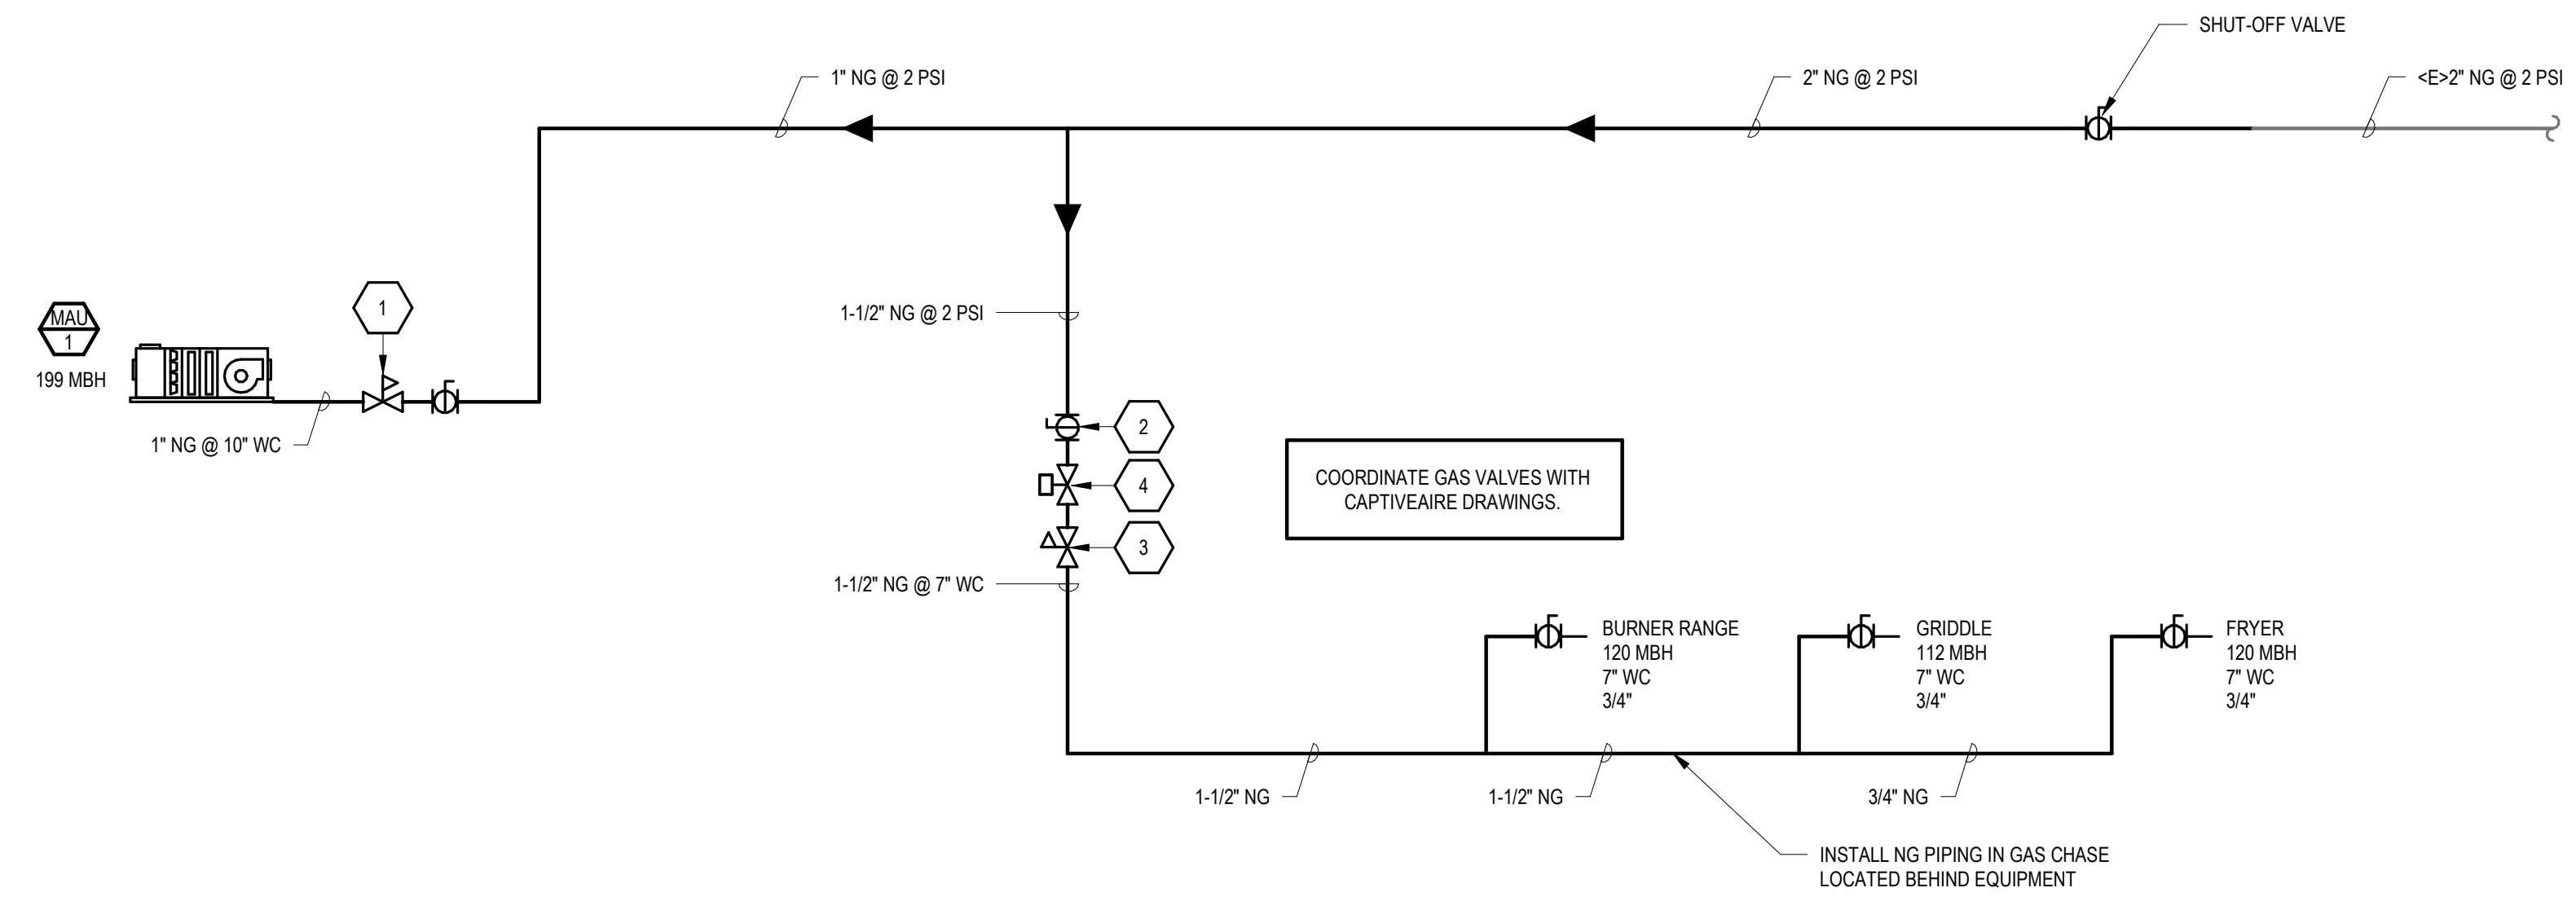 SHUT-OFF VALVE
1" NG @ 2 PSI
2" NG @ 2 PSI
<E>2" NG @ 2 PSI
MAU
1
199 MBH
1
1" NG @ 10" WC
1-1/2" NG @ 2 PSI
2
4
3
COORDINATE GAS VALVES WITH
CAPTIVEAIRE DRAWINGS.
1-1/2" NG @ 7" WC
BURNER RANGE
120 MBH
7" WC
3/4"
GRIDDLE
112 MBH
7" WC
3/4"
FRYER
120 MBH
7" WC
3/4"
1-1/2" NG
1-1/2" NG
3/4" NG
INSTALL NG PIPING IN GAS CHASE
LOCATED BEHIND EQUIPMENT